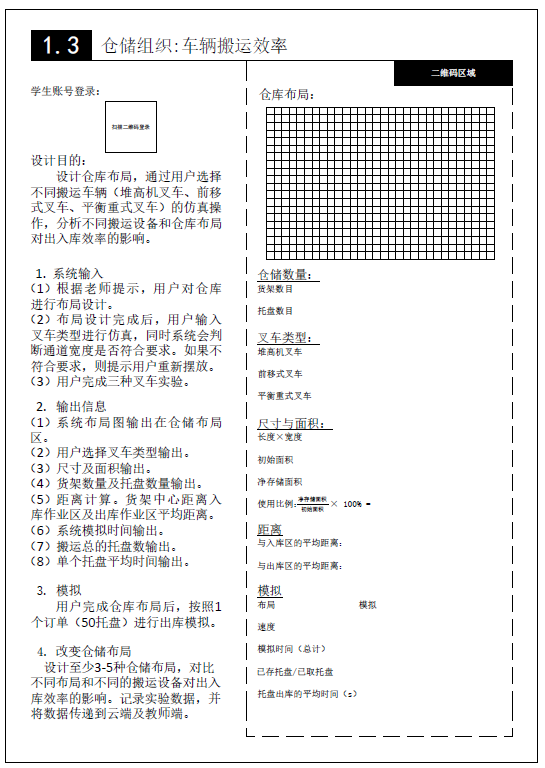 1.3 仓储组织:车辆搬运效率
学生账号登录:
扫描二维码登录
设计目的:
设计仓库布局，通过用户选择
不同搬运车辆（堆高机叉车、前移
式叉车、平衡重式叉车）的仿真操
作，分析不同搬运设备和仓库布局
对出入库效率的影响。
1. 系统输入
(1) 根据老师提示，用户对仓库
进行布局设计。
(2) 布局设计完成后，用户输入
叉车类型进行仿真，同时系统会判
断通道宽度是否符合要求。如果不
符合要求，则提示用户重新摆放。
(3) 用户完成三种叉车实验。
2. 输出信息
(1) 系统布局图输出在仓储布局
区。
(2) 用户选择叉车类型输出。
(3) 尺寸及面积输出。
(4) 货架数量及托盘数量输出。
(5) 距离计算。货架中心距离入
库作业区及出库作业区平均距离。
(6) 系统模拟时间输出。
(7) 搬运总的托盘数输出。
(8) 单个托盘平均时间输出。
3. 模拟
用户完成仓库布局后，按照1
个订单（50托盘）进行出库模拟。
4. 改变仓储布局
设计至少3-5种仓储布局，对比
不同布局和不同的搬运设备对出入
库效率的影响。记录实验数据，并
将数据传递到云端及教师端。
二维码区域
仓库布局:
仓储数量:
货架数目
托盘数目
叉车类型:
堆高机叉车
前移式叉车
平衡重式叉车
尺寸与面积:
长度×宽度
初始面积
净存储面积
使用比例:净存储面积/初始面积 × 100% =
距离
与入库区的平均距离:
与出库区的平均距离:
模拟
布局 模拟
速度
模拟时间（总计）
已存托盘/已取托盘
托盘出库的平均时间（s）